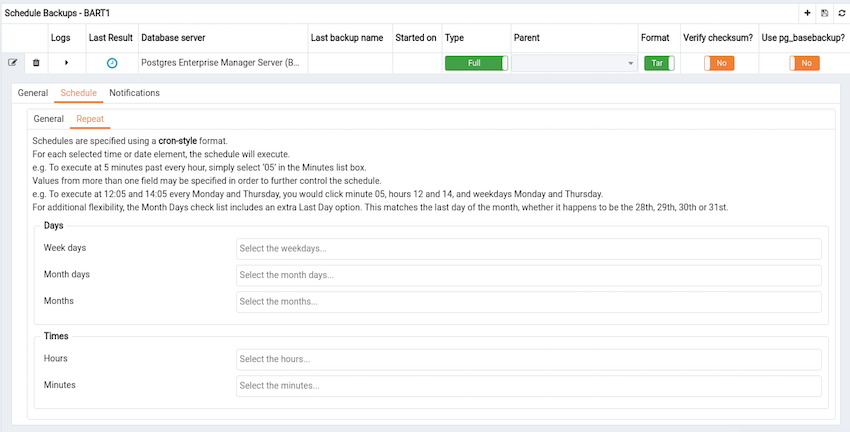 Schedule Backups - BART1
Logs Last Result Database server Last backup name Started on Type Parent Format Verify checksum? Use pg_basebackup?
Postgres Enterprise Manager Server (B... Full Tar No No
General Schedule Notifications
General Repeat
Schedules are specified using a cron-style format.
For each selected time or date element, the schedule will execute.
e.g. To execute at 5 minutes past every hour, simply select ‘05’ in the Minutes list box.
Values from more than one field may be specified in order to further control the schedule.
e.g. To execute at 12:05 and 14:05 every Monday and Thursday, you would click minute 05, hours 12 and 14, and weekdays Monday and Thursday.
For additional flexibility, the Month Days check list includes an extra Last Day option. This matches the last day of the month, whether it happens to be the 28th, 29th, 30th or 31st.
Days
Week days Select the weekdays...
Month days Select the month days...
Months Select the months...
Times
Hours Select the hours...
Minutes Select the minutes...